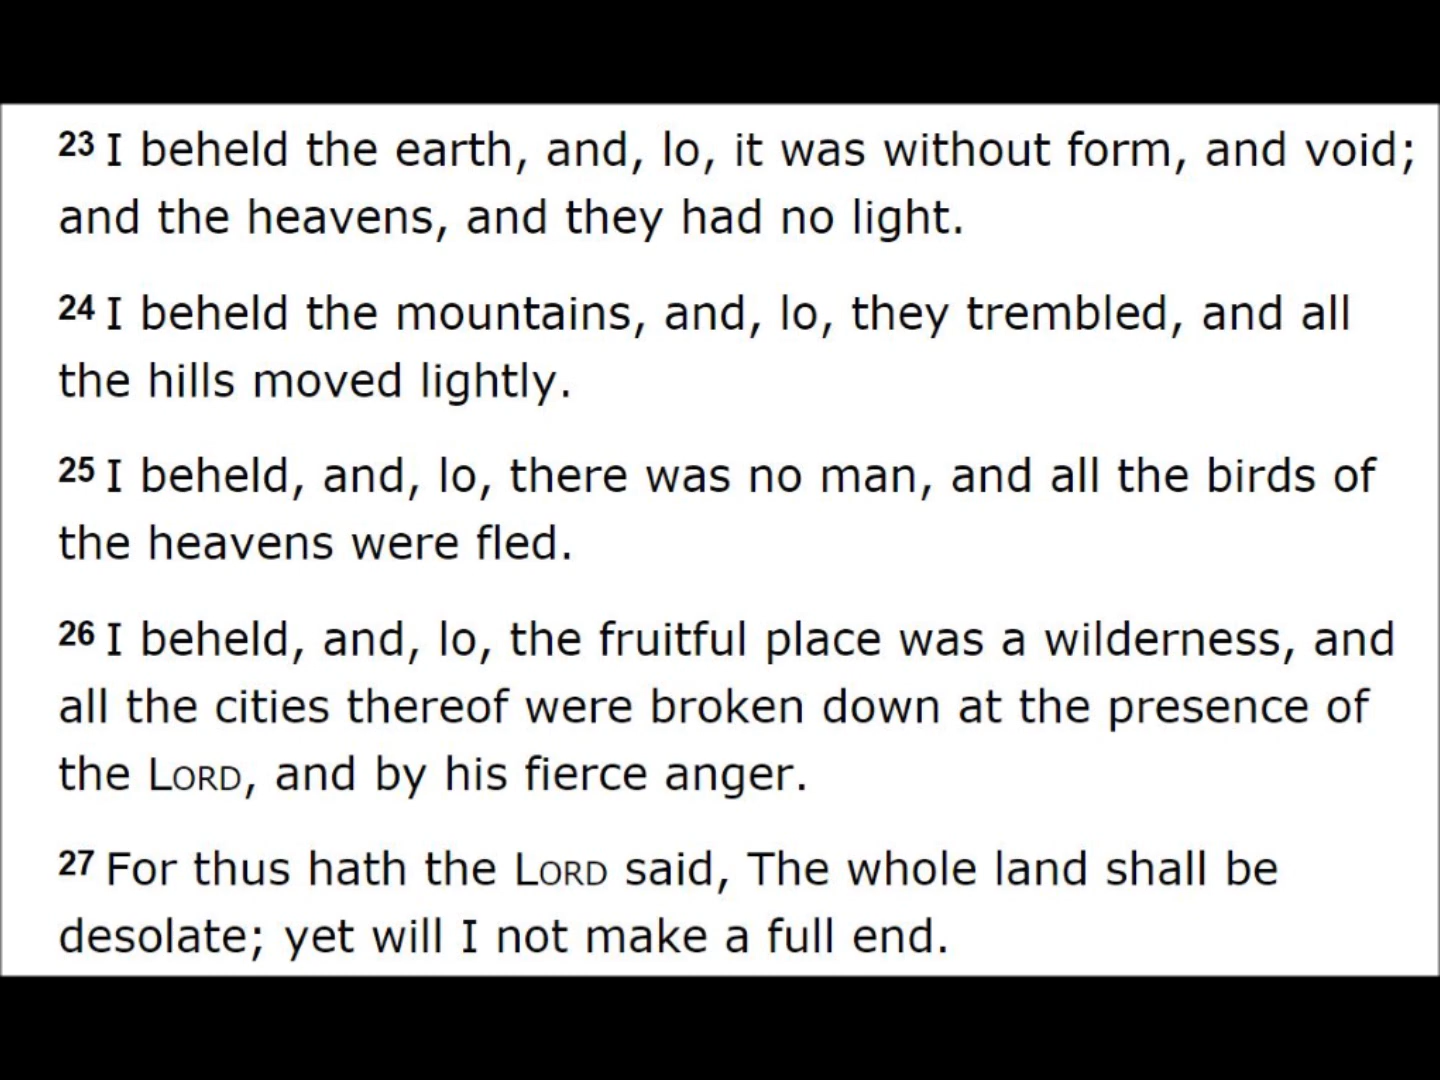 23 I beheld the earth, and, lo, it was without form, and void;
and the heavens, and they had no light.
24 I beheld the mountains, and, lo, they trembled, and all
the hills moved lightly.
25 I beheld, and, lo, there was no man, and all the birds of
the heavens were fled.
26 I beheld, and, lo, the fruitful place was a wilderness, and
all the cities thereof were broken down at the presence of
the LORD, and by his fierce anger.
27 For thus hath the LORD said, The whole land shall be
desolate; yet will I not make a full end.